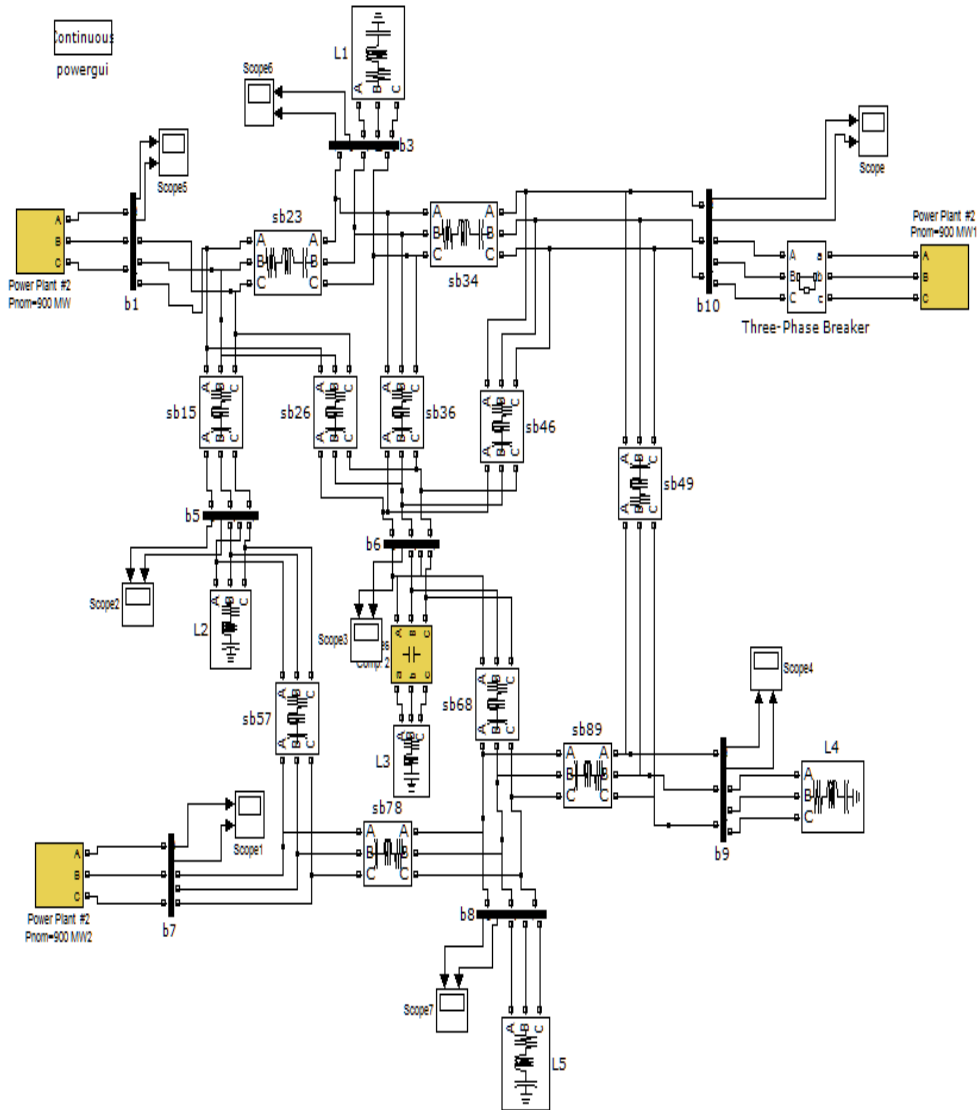 Continuous
powergui
L1
A B C
Scope6
b3
Scope5
Scope
A
B
C
Power Plant #2
Pnom=900 MW
b1
sb23
A A
B B
C C
A A
B B
C C
sb34
b10
A a
B b
C c
Three-Phase Breaker
Power Plant #2
Pnom=900 MW1
A
B
C
A B C
sb15
A B C
A B C
sb26
A B C
A B C
sb36
A B C
A B C
sb46
A B C
A B C
sb49
A B C
b5
b6
Scope2
A B C
L2
Scope3
A B C
Comp. 2
a b c
A B C
sb57
A B C
A B C
sb68
A B C
A B C
L3
Scope4
sb89
A A
B B
C C
b9
L4
A
B
C
Scope1
sb78
A A
B B
C C
A
B
C
Power Plant #2
Pnom=900 MW2
b7
b8
Scope7
A B C
L5